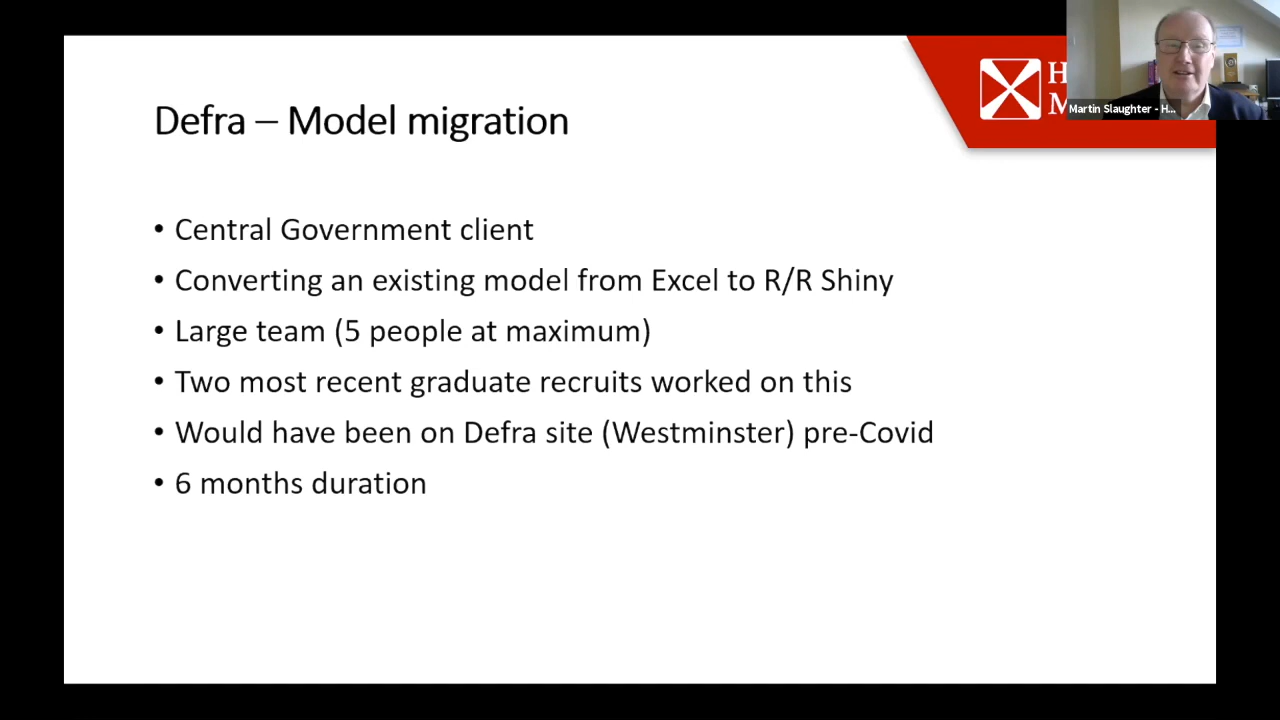 Defra – Model migration
H
M
Martin Slaughter - H...
• Central Government client
• Converting an existing model from Excel to R/R Shiny
• Large team (5 people at maximum)
• Two most recent graduate recruits worked on this
• Would have been on Defra site (Westminster) pre-Covid
• 6 months duration